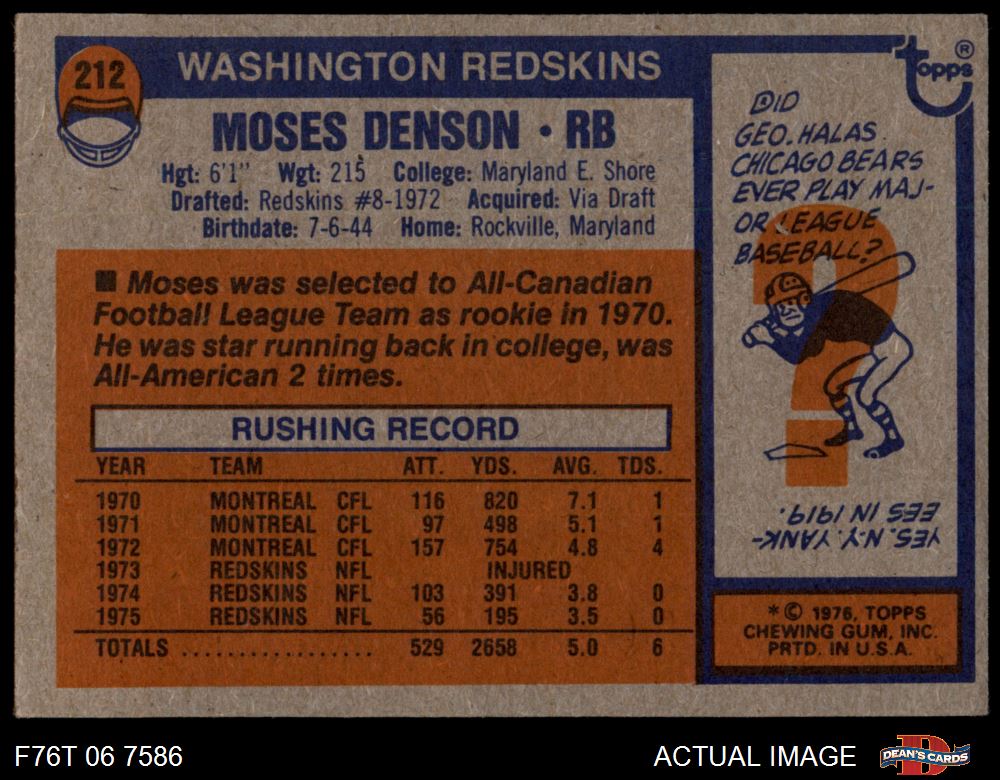 212
WASHINGTON REDSKINS
MOSES DENSON • RB
Hgt: 6'1" Wgt: 215 College: Maryland E. Shore
Drafted: Redskins #8-1972 Acquired: Via Draft
Birthdate: 7-6-44 Home: Rockville, Maryland
■ Moses was selected to All-Canadian
Football League Team as rookie in 1970.
He was star running back in college, was
All-American 2 times.
RUSHING RECORD
YEAR TEAM ATT. YDS. AVG. TDS.
1970 MONTREAL CFL 116 820 7.1 1
1971 MONTREAL CFL 97 498 5.1 1
1972 MONTREAL CFL 157 754 4.8 4
1973 REDSKINS NFL INJURED
1974 REDSKINS NFL 103 391 3.8 0
1975 REDSKINS NFL 56 195 3.5 0
TOTALS ................. 529 2658 5.0 6
topps ®
DID
GEO. HALAS
CHICAGO BEARS
EVER PLAY MAJ-
OR LEAGUE
BASEBALL?
?
YES. N.Y. YANK-
EES IN 1919.
* © 1976, TOPPS
CHEWING GUM, INC.
PRTD. IN U.S.A.
F76T 06 7586
ACTUAL IMAGE
D
DEAN'S CARDS